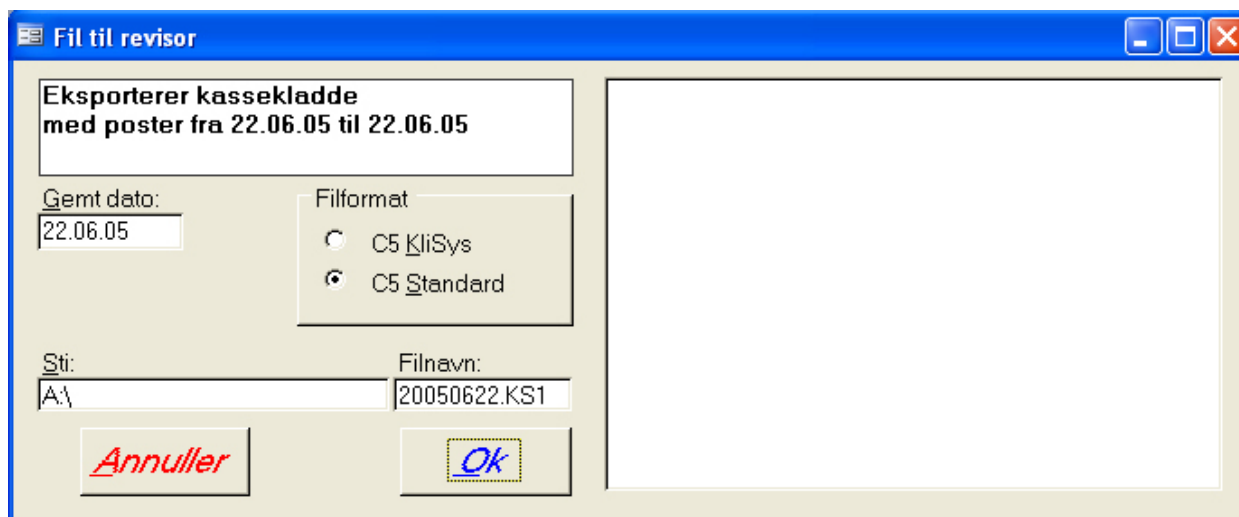 Fil til revisor
Eksporterer kassekladde
med poster fra 22.06.05 til 22.06.05
Gemt dato:
22.06.05
Filformat
C5 KliSys
C5 Standard
Sti:
A:\
Filnavn:
20050622.KS1
Annuller
Ok